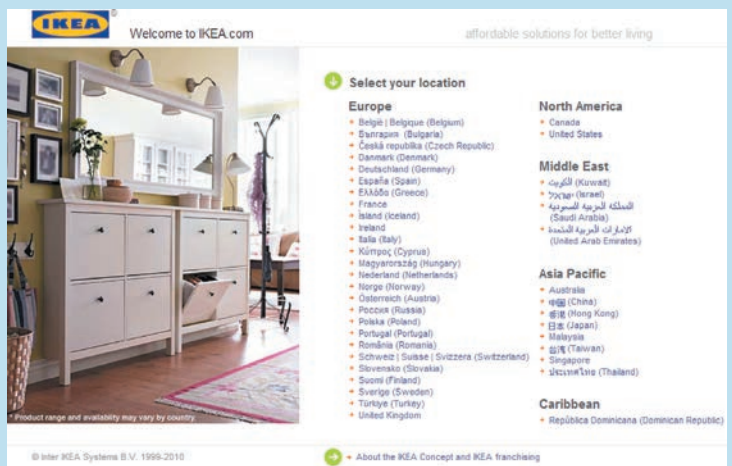 IKEA
®
Welcome to IKEA.com
affordable solutions for better living
Select your location
Europe
België | Belgique (Belgium)
България (Bulgaria)
Česká republika (Czech Republic)
Danmark (Denmark)
Deutschland (Germany)
España (Spain)
Ελλάδα (Greece)
France
Ísland (Iceland)
Ireland
Italia (Italy)
Κύπρος (Cyprus)
Magyarország (Hungary)
Nederland (Netherlands)
Norge (Norway)
Österreich (Austria)
Россия (Russia)
Polska (Poland)
Portugal (Portugal)
România (Romania)
Schweiz | Suisse | Svizzera (Switzerland)
Slovensko (Slovakia)
Suomi (Finland)
Sverige (Sweden)
Türkiye (Turkey)
United Kingdom
North America
Canada
United States
Middle East
الكويت (Kuwait)
ישראל (Israel)
المملكة العربية السعودية
(Saudi Arabia)
الامارات العربية المتحدة
(United Arab Emirates)
Asia Pacific
Australia
中国 (China)
香港 (Hong Kong)
日本 (Japan)
Malaysia
台灣 (Taiwan)
Singapore
ประเทศไทย (Thailand)
Caribbean
República Dominicana (Dominican Republic)
* Product range and availability may vary by country.
© Inter IKEA Systems B.V. 1999-2010
About the IKEA Concept and IKEA franchising